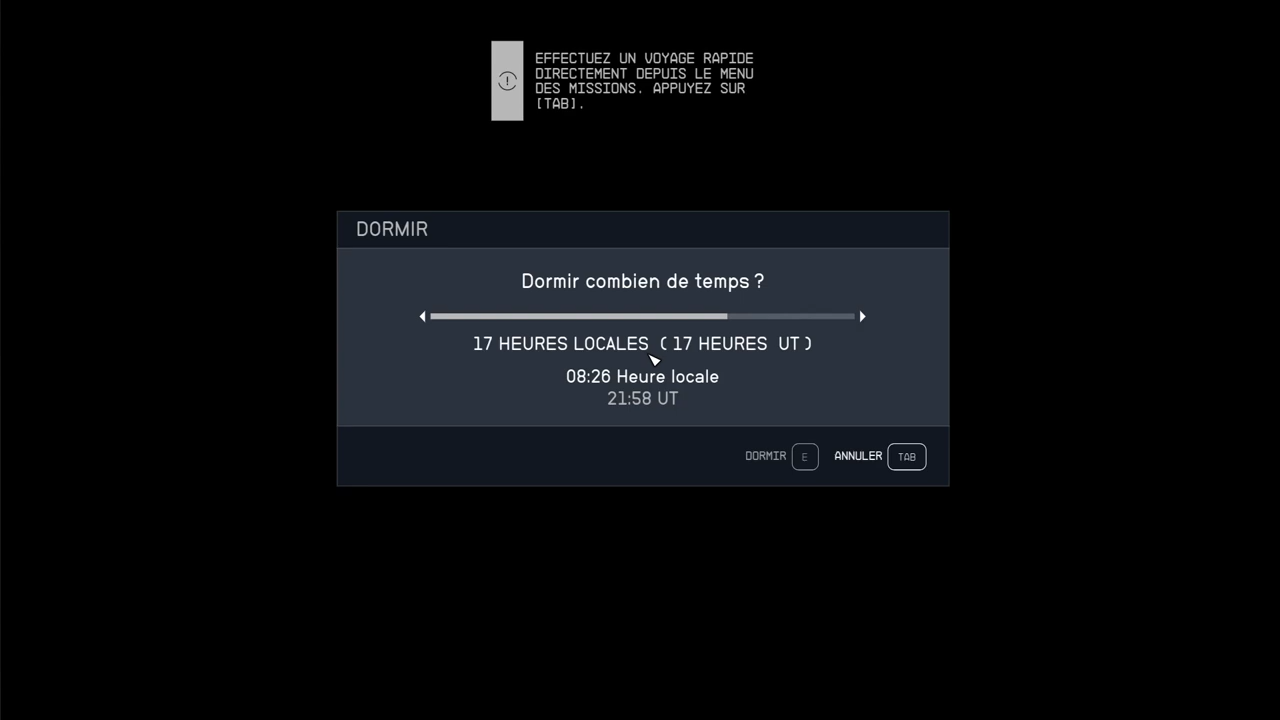 EFFECTUEZ UN VOYAGE RAPIDE
DIRECTEMENT DEPUIS LE MENU
DES MISSIONS. APPUYEZ SUR
[TAB].
DORMIR
Dormir combien de temps ?
17 HEURES LOCALES (17 HEURES UT)
08:26 Heure locale
21:58 UT
DORMIR E ANNULER TAB